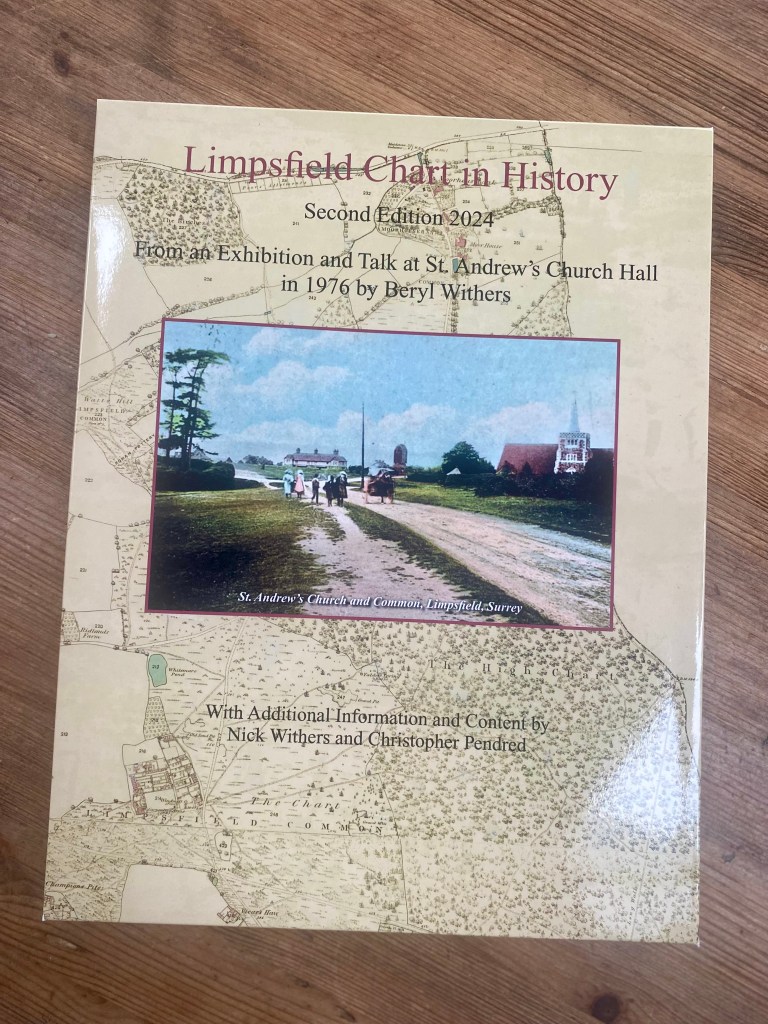 Limpsfield Chart in History
Second Edition 2024
From an Exhibition and Talk at St. Andrew's Church Hall
in 1976 by Beryl Withers
St. Andrew's Church and Common, Limpsfield, Surrey
The High Chart
With Additional Information and Content by
Nick Withers and Christopher Pendred
The Chart
LIMPSFIELD COMMON
Champions Pits